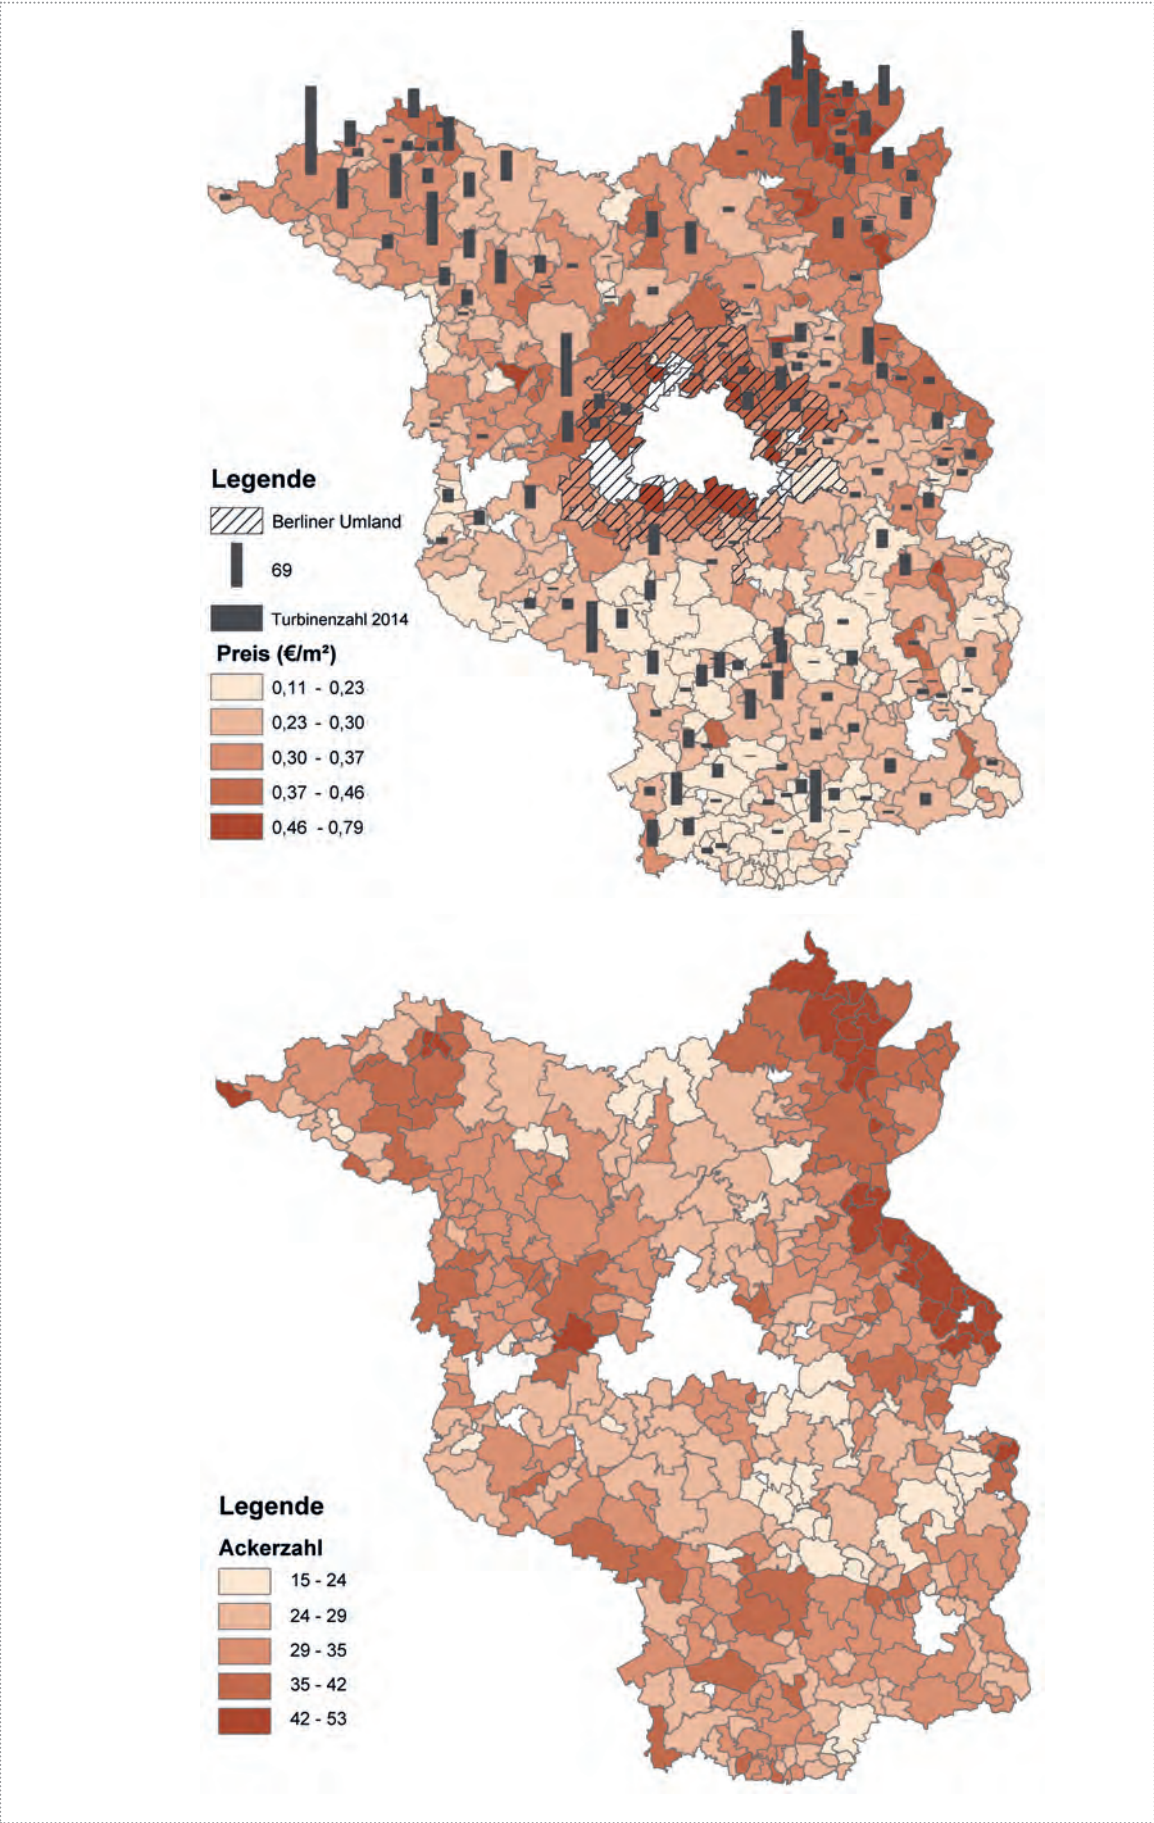 Legende
Berliner Umland
69
Turbinenzahl 2014
Preis (€/m²)
0,11 - 0,23
0,23 - 0,30
0,30 - 0,37
0,37 - 0,46
0,46 - 0,79
Legende
Ackerzahl
15 - 24
24 - 29
29 - 35
35 - 42
42 - 53